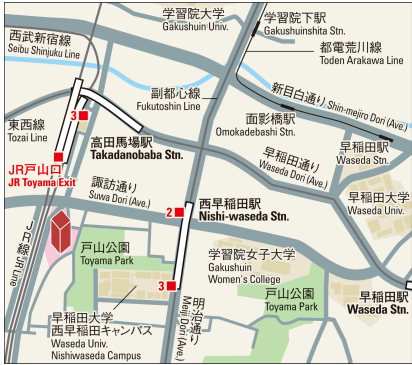 学習院大学
Gakushuin Univ.
学習院下駅
Gakushuinshita Stn.
西武新宿線
Seibu Shinjuku Line
都電荒川線
Toden Arakawa Line
副都心線
Fukutoshin Line
新目白通り Shin-mejiro Dori (Ave.)
3
面影橋駅
Omokadebashi Stn.
東西線
Tozai Line
高田馬場駅
Takadanobaba Stn.
早稲田駅
Waseda Stn.
早稲田通り
Waseda Dori (Ave.)
JR戸山口
JR Toyama Exit
諏訪通り
Suwa Dori (Ave.)
早稲田大学
Waseda Univ.
2
西早稲田駅
Nishi-waseda Stn.
JR線 JR Line
戸山公園
Toyama Park
学習院女子大学
Gakushuin
Women's College
3
明治通り
Meiji Dori (Ave.)
戸山公園
Toyama Park
早稲田駅
Waseda Stn.
早稲田大学
西早稲田キャンパス
Waseda Univ.
Nishiwaseda Campus